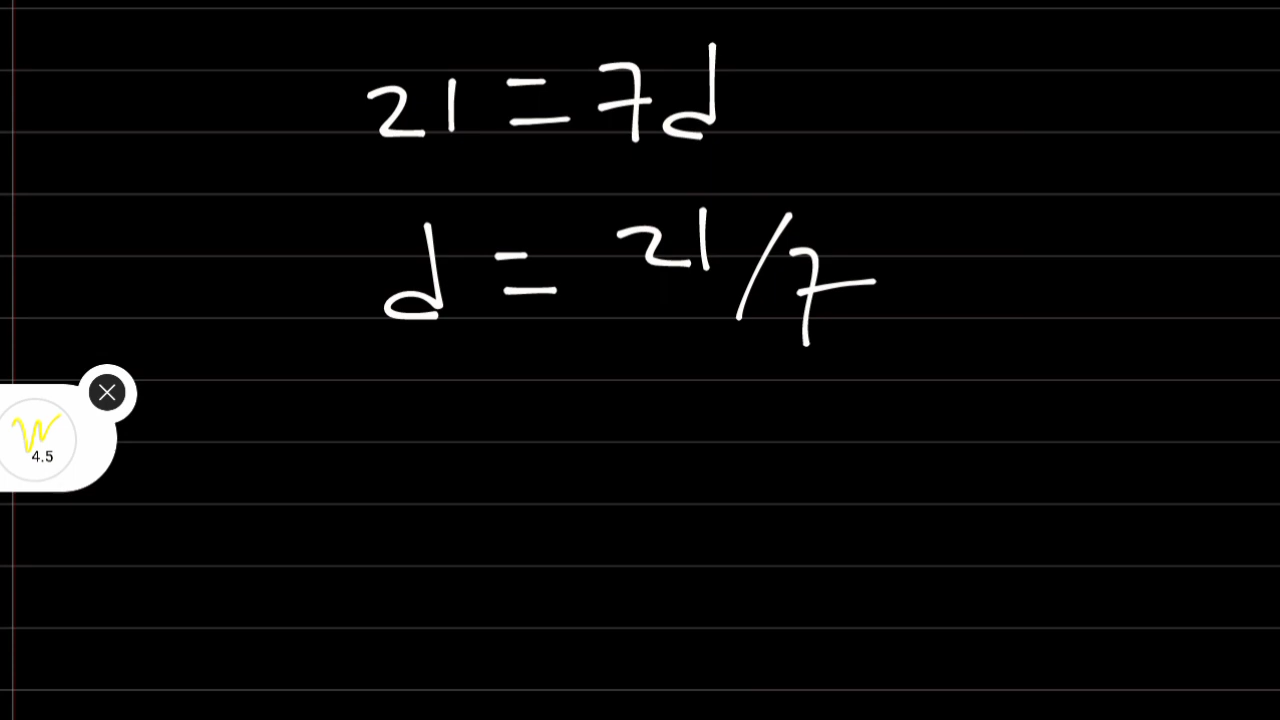 21 = 7d
d = 21/7
4.5